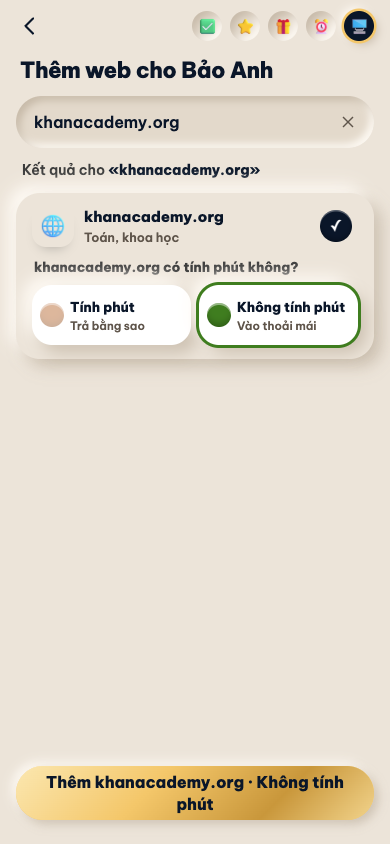 Thêm web cho Bảo Anh
khanacademy.org
Kết quả cho «khanacademy.org»
khanacademy.org
Toán, khoa học
khanacademy.org có tính phút không?
Tính phút
Trả bằng sao
Không tính phút
Vào thoải mái
Thêm khanacademy.org · Không tính
phút